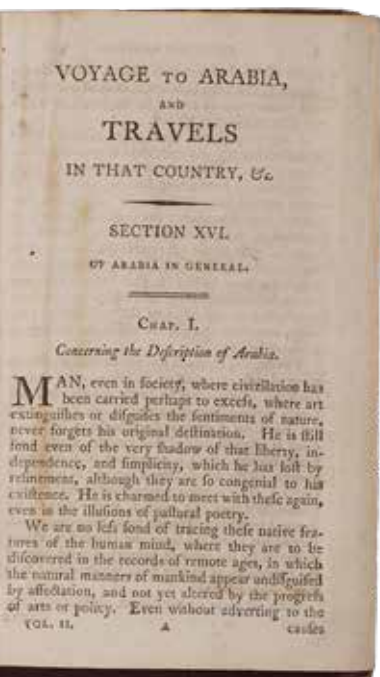 VOYAGE TO ARABIA,
AND
TRAVELS
IN THAT COUNTRY, &c.
SECTION XVI.
OF ARABIA IN GENERAL.
CHAP. I.
Concerning the Deſcription of Arabia.
MAN, even in ſociety, where civiliſation has
been carried perhaps to exceſs, where art
extinguiſhes or diſguiſes the ſentiments of nature,
never forgets his original deſtination. He is ſtill
fond even of the very ſhadow of that liberty, in-
dependence, and ſimplicity, which he has loſt by
refinement, although they are ſo congenial to his
exiſtence. He is charmed to meet with theſe again,
even in the illuſions of paſtoral poetry.
We are no leſs fond of tracing theſe native fea-
tures of the human mind, where they are to be
diſcovered in the records of remote ages, in which
the natural manners of mankind appear undiſguiſed
by affectation, and not yet altered by the progreſs
of arts or policy. Even without adverting to the
VOL. II. A cauſes